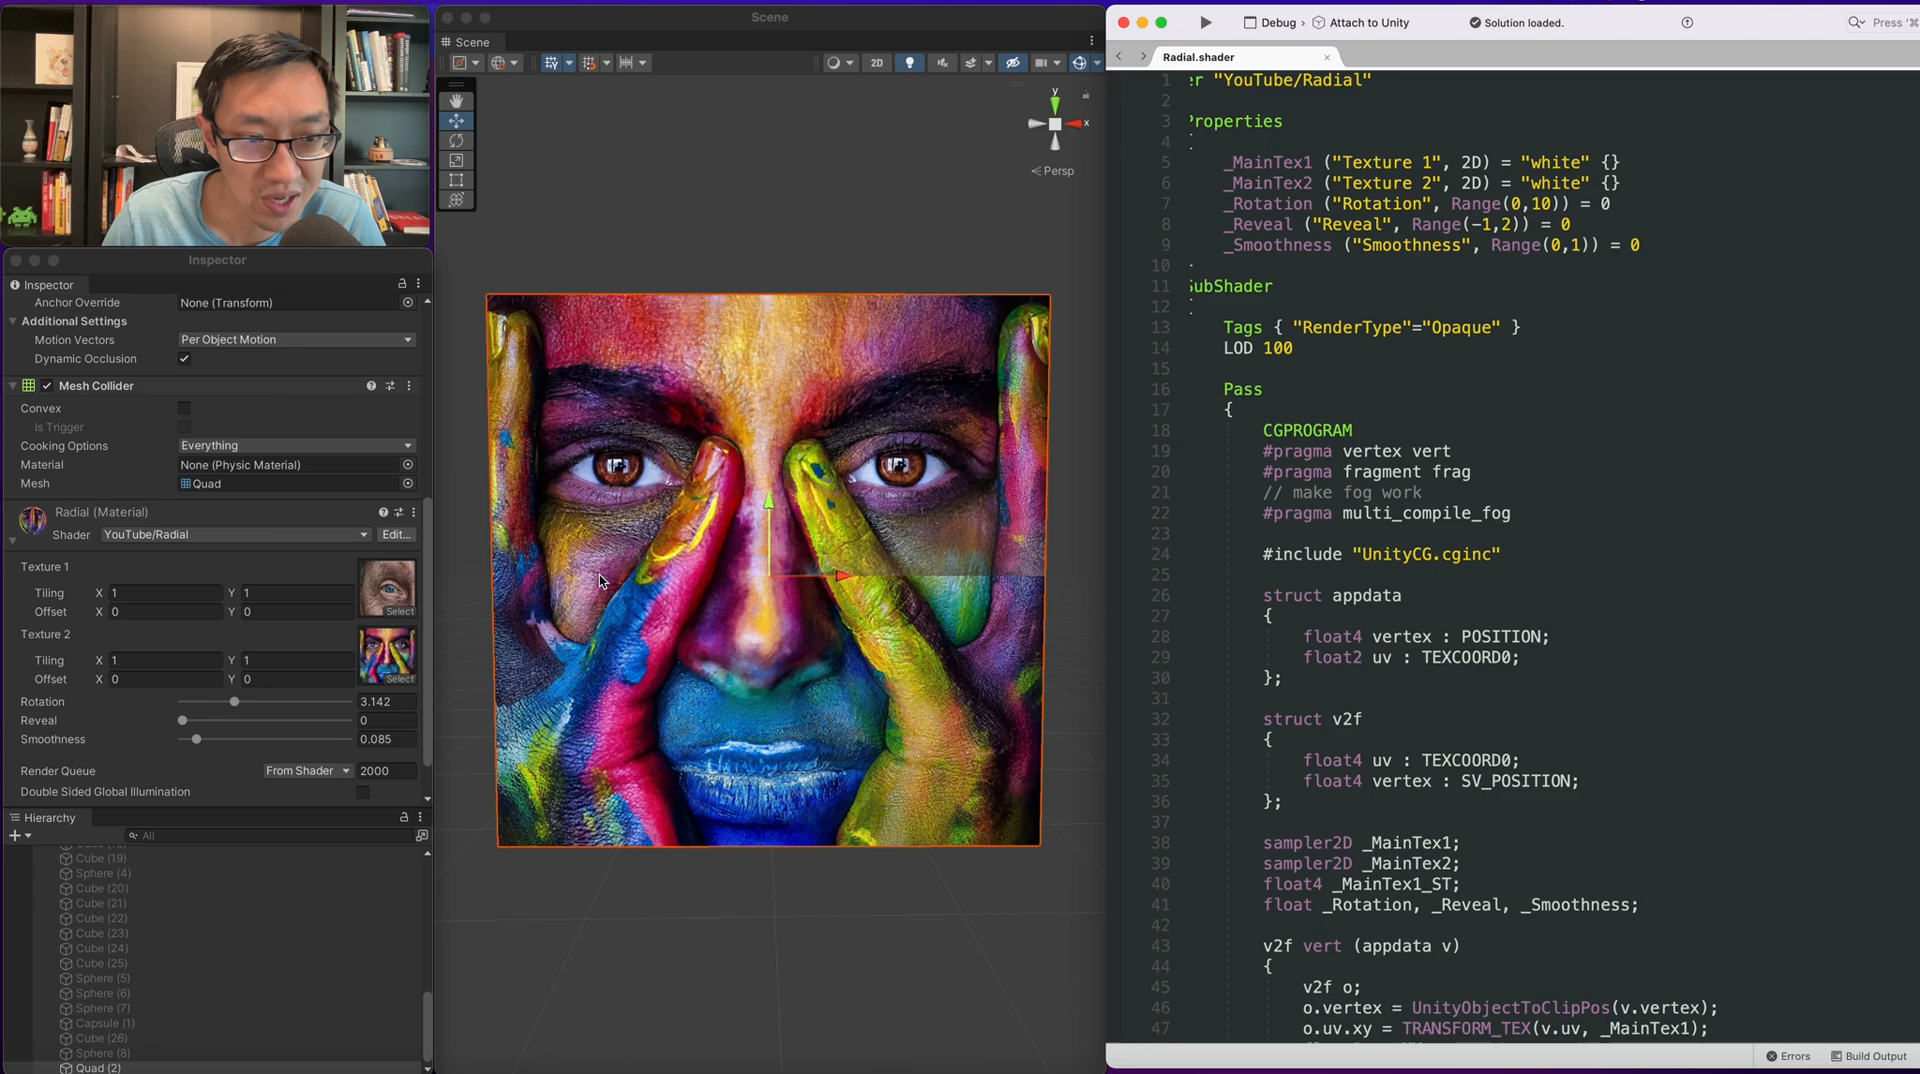 Inspector
Inspector
Anchor Override None (Transform)
Additional Settings
Motion Vectors Per Object Motion
Dynamic Occlusion
Mesh Collider
Convex
Is Trigger
Cooking Options Everything
Material None (Physic Material)
Mesh Quad
Radial (Material)
Shader YouTube/Radial Edit...
Texture 1
Tiling X 1 Y 1
Offset X 0 Y 0
Select
Texture 2
Tiling X 1 Y 1
Offset X 0 Y 0
Select
Rotation 3.142
Reveal 0
Smoothness 0.085
Render Queue From Shader 2000
Double Sided Global Illumination
Hierarchy
All
Cube (19)
Sphere (4)
Cube (20)
Cube (21)
Cube (22)
Cube (23)
Cube (24)
Cube (25)
Sphere (5)
Sphere (6)
Sphere (7)
Capsule (1)
Cube (26)
Sphere (8)
Quad (2)
Scene
Scene
2D
y
x
Persp
Debug Attach to Unity Solution loaded. Press '⌘
Radial.shader
1 er "YouTube/Radial"
2
3 Properties
4
5 _MainTex1 ("Texture 1", 2D) = "white" {}
6 _MainTex2 ("Texture 2", 2D) = "white" {}
7 _Rotation ("Rotation", Range(0,10)) = 0
8 _Reveal ("Reveal", Range(-1,2)) = 0
9 _Smoothness ("Smoothness", Range(0,1)) = 0
10
11 SubShader
12
13 Tags { "RenderType"="Opaque" }
14 LOD 100
15
16 Pass
17 {
18 CGPROGRAM
19 #pragma vertex vert
20 #pragma fragment frag
21 // make fog work
22 #pragma multi_compile_fog
23
24 #include "UnityCG.cginc"
25
26 struct appdata
27 {
28 float4 vertex : POSITION;
29 float2 uv : TEXCOORD0;
30 };
31
32 struct v2f
33 {
34 float4 uv : TEXCOORD0;
35 float4 vertex : SV_POSITION;
36 };
37
38 sampler2D _MainTex1;
39 sampler2D _MainTex2;
40 float4 _MainTex1_ST;
41 float _Rotation, _Reveal, _Smoothness;
42
43 v2f vert (appdata v)
44 {
45 v2f o;
46 o.vertex = UnityObjectToClipPos(v.vertex);
47 o.uv.xy = TRANSFORM_TEX(v.uv, _MainTex1);
Errors Build Output